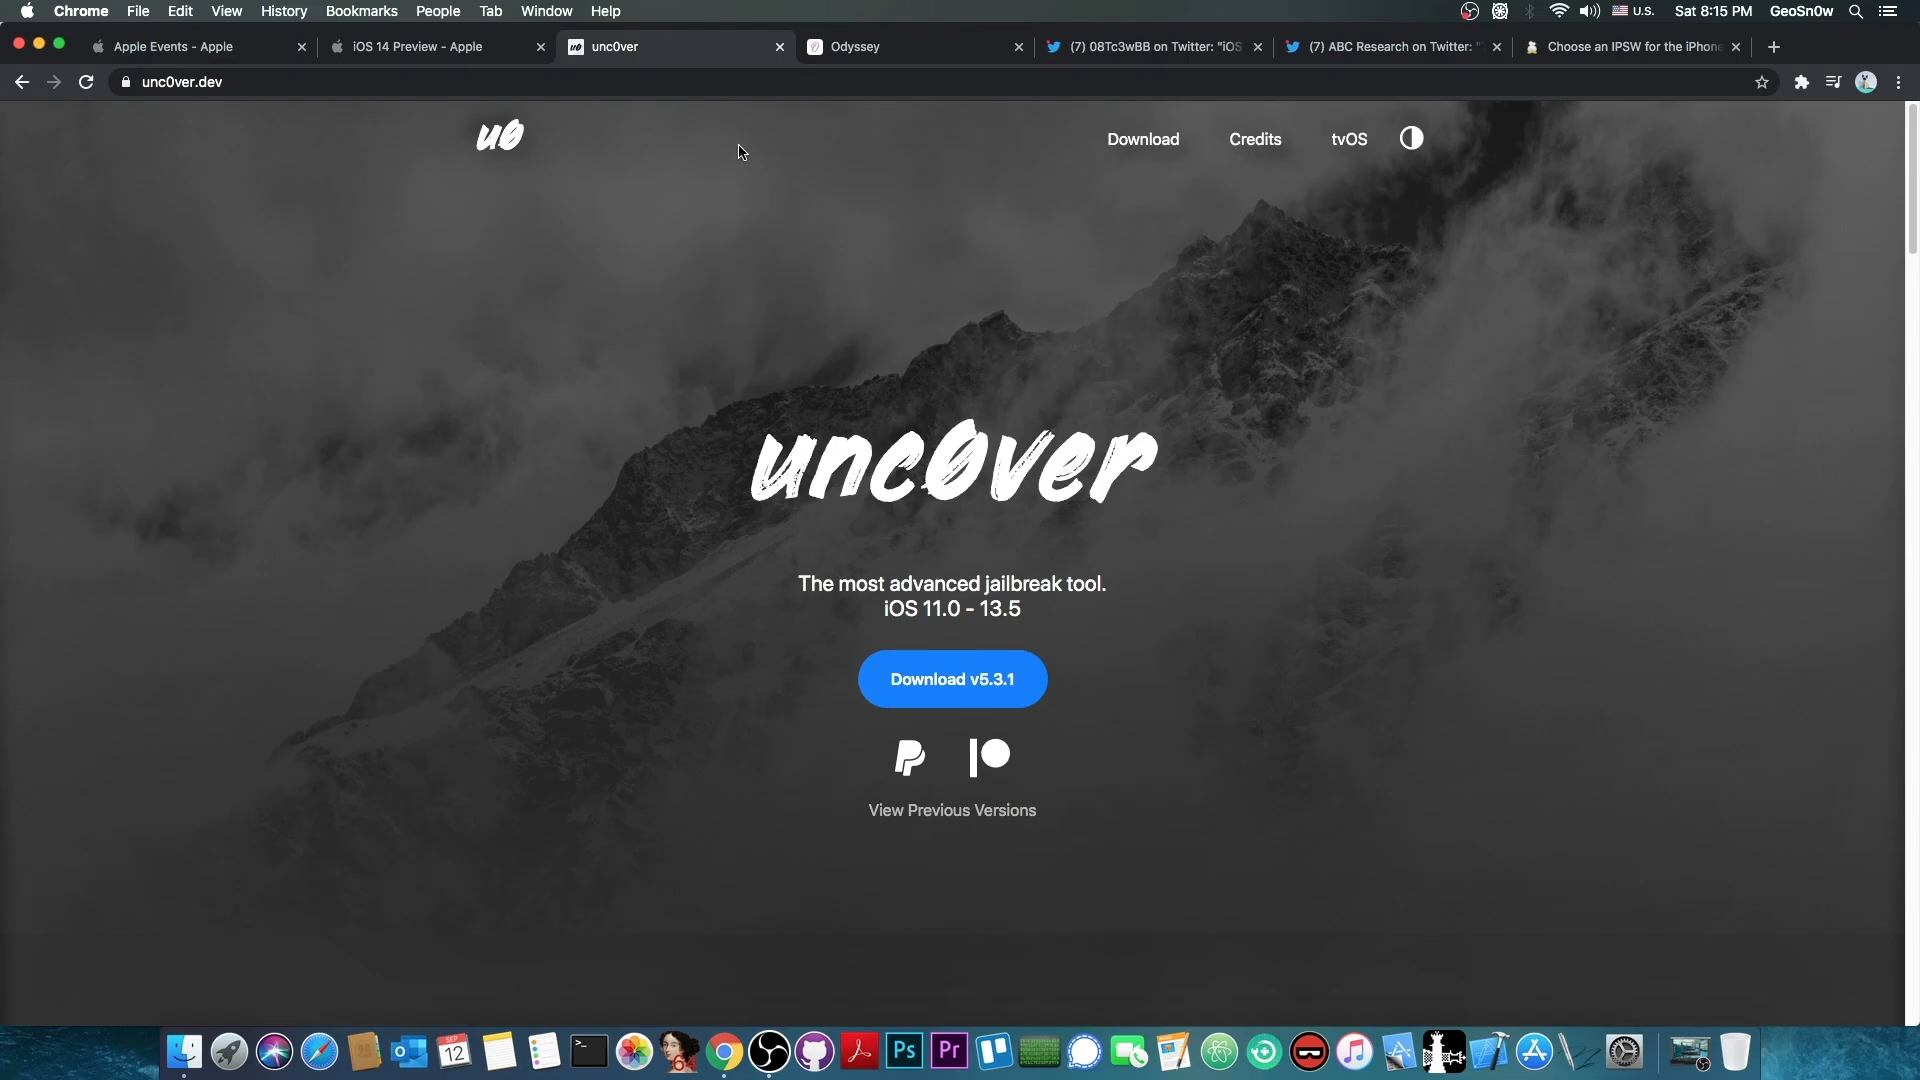 Chrome File Edit View History Bookmarks People Tab Window Help U.S. Sat 8:15 PM GeoSn0w
Apple Events - Apple iOS 14 Preview - Apple unc0ver Odyssey (7) 08Tc3wBB on Twitter: "iOS (7) ABC Research on Twitter: " Choose an IPSW for the iPhone
unc0ver.dev
u0 Download Credits tvOS
unc0ver
The most advanced jailbreak tool.
iOS 11.0 - 13.5
Download v5.3.1
View Previous Versions
SEP
12
Ps Pr